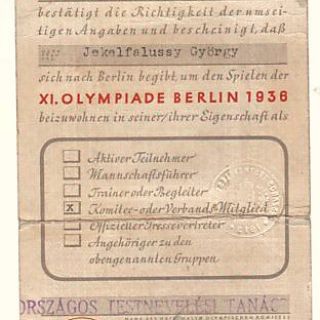 bestätigt die Richtigkeit der umsei-
tigen Angaben und bescheinigt, daß
Jekelfalussy György
sich nach Berlin begibt, um den Spielen der
XI. OLYMPIADE BERLIN 1936
beizuwohnen in seiner/ihrer Eigenschaft als
Aktiver Teilnehmer
Mannschaftsführer
Trainer oder Begleiter
x Komitee- oder Verbands-Mitglied
Offizieller Pressevertreter
Angehöriger zu den
obengenannten Gruppen
ORSZÁGOS TESTNEVELÉSI TANÁCS